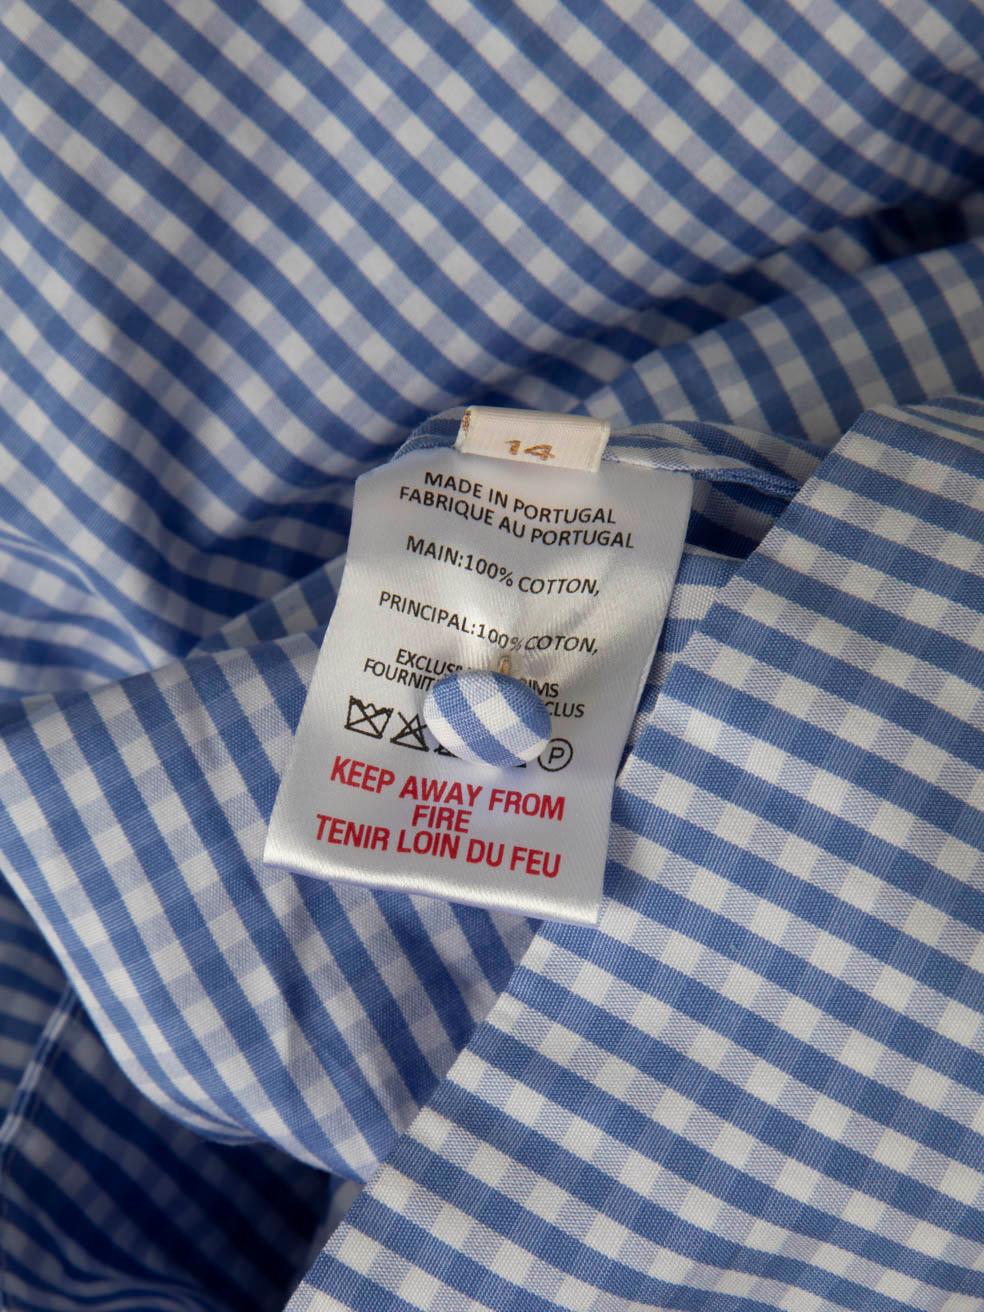 14
MADE IN PORTUGAL
FABRIQUE AU PORTUGAL
MAIN:100% COTTON,
PRINCIPAL:100%COTON,
P
KEEP AWAY FROM
FIRE
TENIR LOIN DU FEU